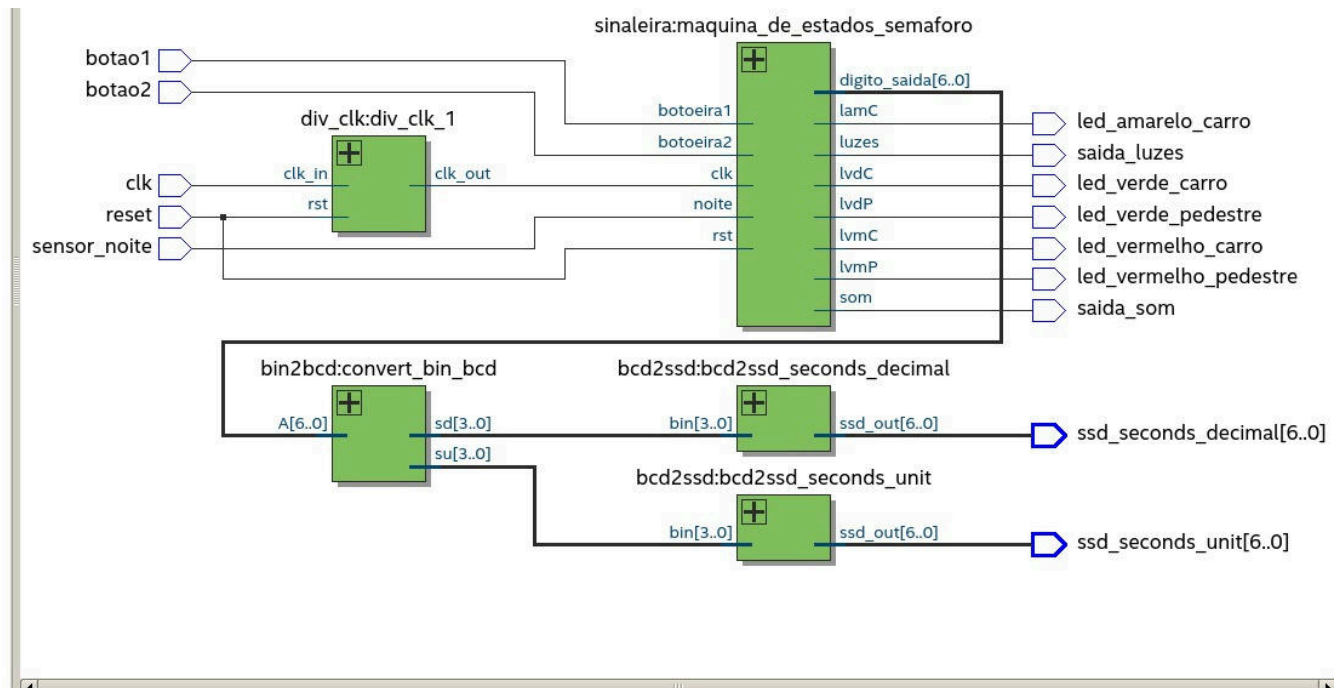 sinaleira:maquina_de_estados_semaforo
botao1
botao2
digito_saida[6..0]
botoeira1
lamC
led_amarelo_carro
div_clk:div_clk_1
botoeira2
luzes
saida_luzes
clk
clk_in
clk_out
clk
lvdC
led_verde_carro
reset
rst
noite
lvdP
led_verde_pedestre
sensor_noite
rst
lvmC
led_vermelho_carro
lvmP
led_vermelho_pedestre
som
saida_som
bin2bcd:convert_bin_bcd
bcd2ssd:bcd2ssd_seconds_decimal
A[6..0]
sd[3..0]
bin[3..0]
ssd_out[6..0]
ssd_seconds_decimal[6..0]
su[3..0]
bcd2ssd:bcd2ssd_seconds_unit
bin[3..0]
ssd_out[6..0]
ssd_seconds_unit[6..0]